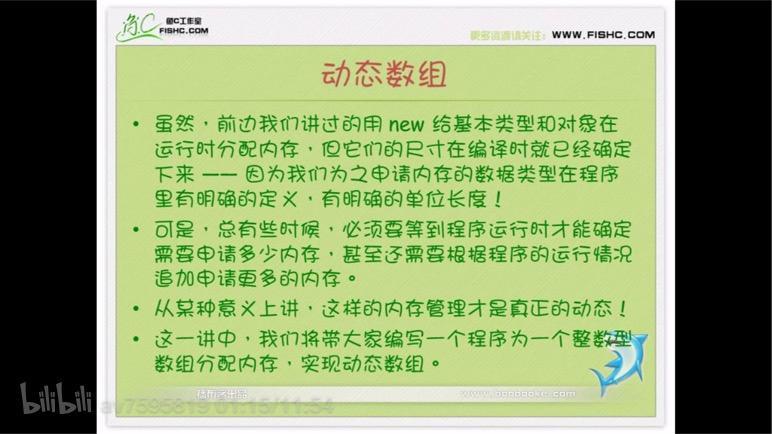 鱼C
鱼C工作室
FISHC.COM
更多资源请关注：WWW.FISHC.COM
动态数组
• 虽然，前边我们讲过的用 new 给基本类型和对象在
运行时分配内存，但它们的尺寸在编译时就已经确定
下来 —— 因为我们为之申请内存的数据类型在程序
里有明确的定义，有明确的单位长度！
• 可是，总有些时候，必须要等到程序运行时才能确定
需要申请多少内存，甚至还需要根据程序的运行情况
追加申请更多的内存。
• 从某种意义上讲，这样的内存管理才是真正的动态！
• 这一讲中，我们将带大家编写一个程序为一个整数型
数组分配内存，实现动态数组。
bilibili av7595819 01:15/11:54